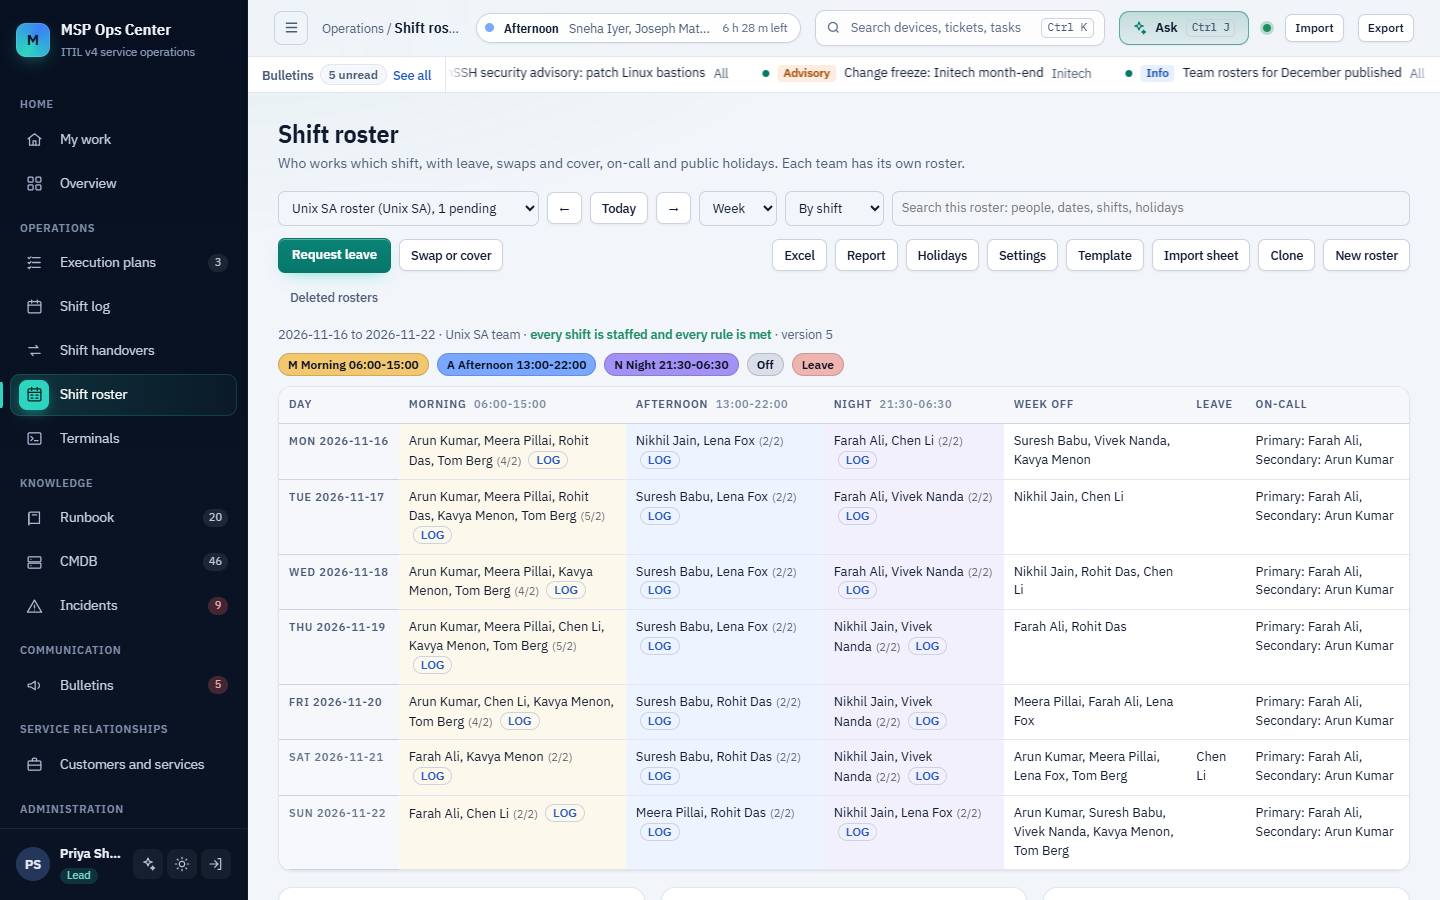 M
MSP Ops Center
ITIL v4 service operations
HOME
My work
Overview
OPERATIONS
Execution plans 3
Shift log
Shift handovers
Shift roster
Terminals
KNOWLEDGE
Runbook 20
CMDB 46
Incidents 9
COMMUNICATION
Bulletins 5
SERVICE RELATIONSHIPS
Customers and services
ADMINISTRATION
PS Priya Sh...
Lead
Operations / Shift ros...
Afternoon Sneha Iyer, Joseph Mat... 6 h 28 m left
Search devices, tickets, tasks Ctrl K
Ask Ctrl J
Import
Export
Bulletins 5 unread See all
SSH security advisory: patch Linux bastions All
Advisory Change freeze: Initech month-end Initech
Info Team rosters for December published All
Shift roster
Who works which shift, with leave, swaps and cover, on-call and public holidays. Each team has its own roster.
Unix SA roster (Unix SA), 1 pending ← Today → Week By shift Search this roster: people, dates, shifts, holidays
Request leave Swap or cover Excel Report Holidays Settings Template Import sheet Clone New roster
Deleted rosters
2026-11-16 to 2026-11-22 · Unix SA team · every shift is staffed and every rule is met · version 5
M Morning 06:00-15:00 A Afternoon 13:00-22:00 N Night 21:30-06:30 Off Leave
DAY MORNING 06:00-15:00 AFTERNOON 13:00-22:00 NIGHT 21:30-06:30 WEEK OFF LEAVE ON-CALL
MON 2026-11-16
Arun Kumar, Meera Pillai, Rohit
Das, Tom Berg (4/2) LOG
Nikhil Jain, Lena Fox (2/2)
LOG
Farah Ali, Chen Li (2/2)
LOG
Suresh Babu, Vivek Nanda,
Kavya Menon
Primary: Farah Ali,
Secondary: Arun Kumar
TUE 2026-11-17
Arun Kumar, Meera Pillai, Rohit
Das, Kavya Menon, Tom Berg (5/2)
LOG
Suresh Babu, Lena Fox (2/2)
LOG
Farah Ali, Vivek Nanda (2/2)
LOG
Nikhil Jain, Chen Li
Primary: Farah Ali,
Secondary: Arun Kumar
WED 2026-11-18
Arun Kumar, Meera Pillai, Kavya
Menon, Tom Berg (4/2) LOG
Suresh Babu, Lena Fox (2/2)
LOG
Farah Ali, Vivek Nanda (2/2)
LOG
Nikhil Jain, Rohit Das, Chen
Li
Primary: Farah Ali,
Secondary: Arun Kumar
THU 2026-11-19
Arun Kumar, Meera Pillai, Chen Li,
Kavya Menon, Tom Berg (5/2)
LOG
Suresh Babu, Lena Fox (2/2)
LOG
Nikhil Jain, Vivek
Nanda (2/2) LOG
Farah Ali, Rohit Das
Primary: Farah Ali,
Secondary: Arun Kumar
FRI 2026-11-20
Arun Kumar, Chen Li, Kavya Menon,
Tom Berg (4/2) LOG
Suresh Babu, Rohit Das (2/2)
LOG
Nikhil Jain, Vivek
Nanda (2/2) LOG
Meera Pillai, Farah Ali, Lena
Fox
Primary: Farah Ali,
Secondary: Arun Kumar
SAT 2026-11-21
Farah Ali, Kavya Menon (2/2)
LOG
Suresh Babu, Rohit Das (2/2)
LOG
Nikhil Jain, Vivek
Nanda (2/2) LOG
Arun Kumar, Meera Pillai,
Lena Fox, Tom Berg
Chen
Li
Primary: Farah Ali,
Secondary: Arun Kumar
SUN 2026-11-22
Farah Ali, Chen Li (2/2) LOG
Meera Pillai, Rohit Das (2/2)
LOG
Nikhil Jain, Lena Fox (2/2)
LOG
Arun Kumar, Suresh Babu,
Vivek Nanda, Kavya Menon,
Tom Berg
Primary: Farah Ali,
Secondary: Arun Kumar